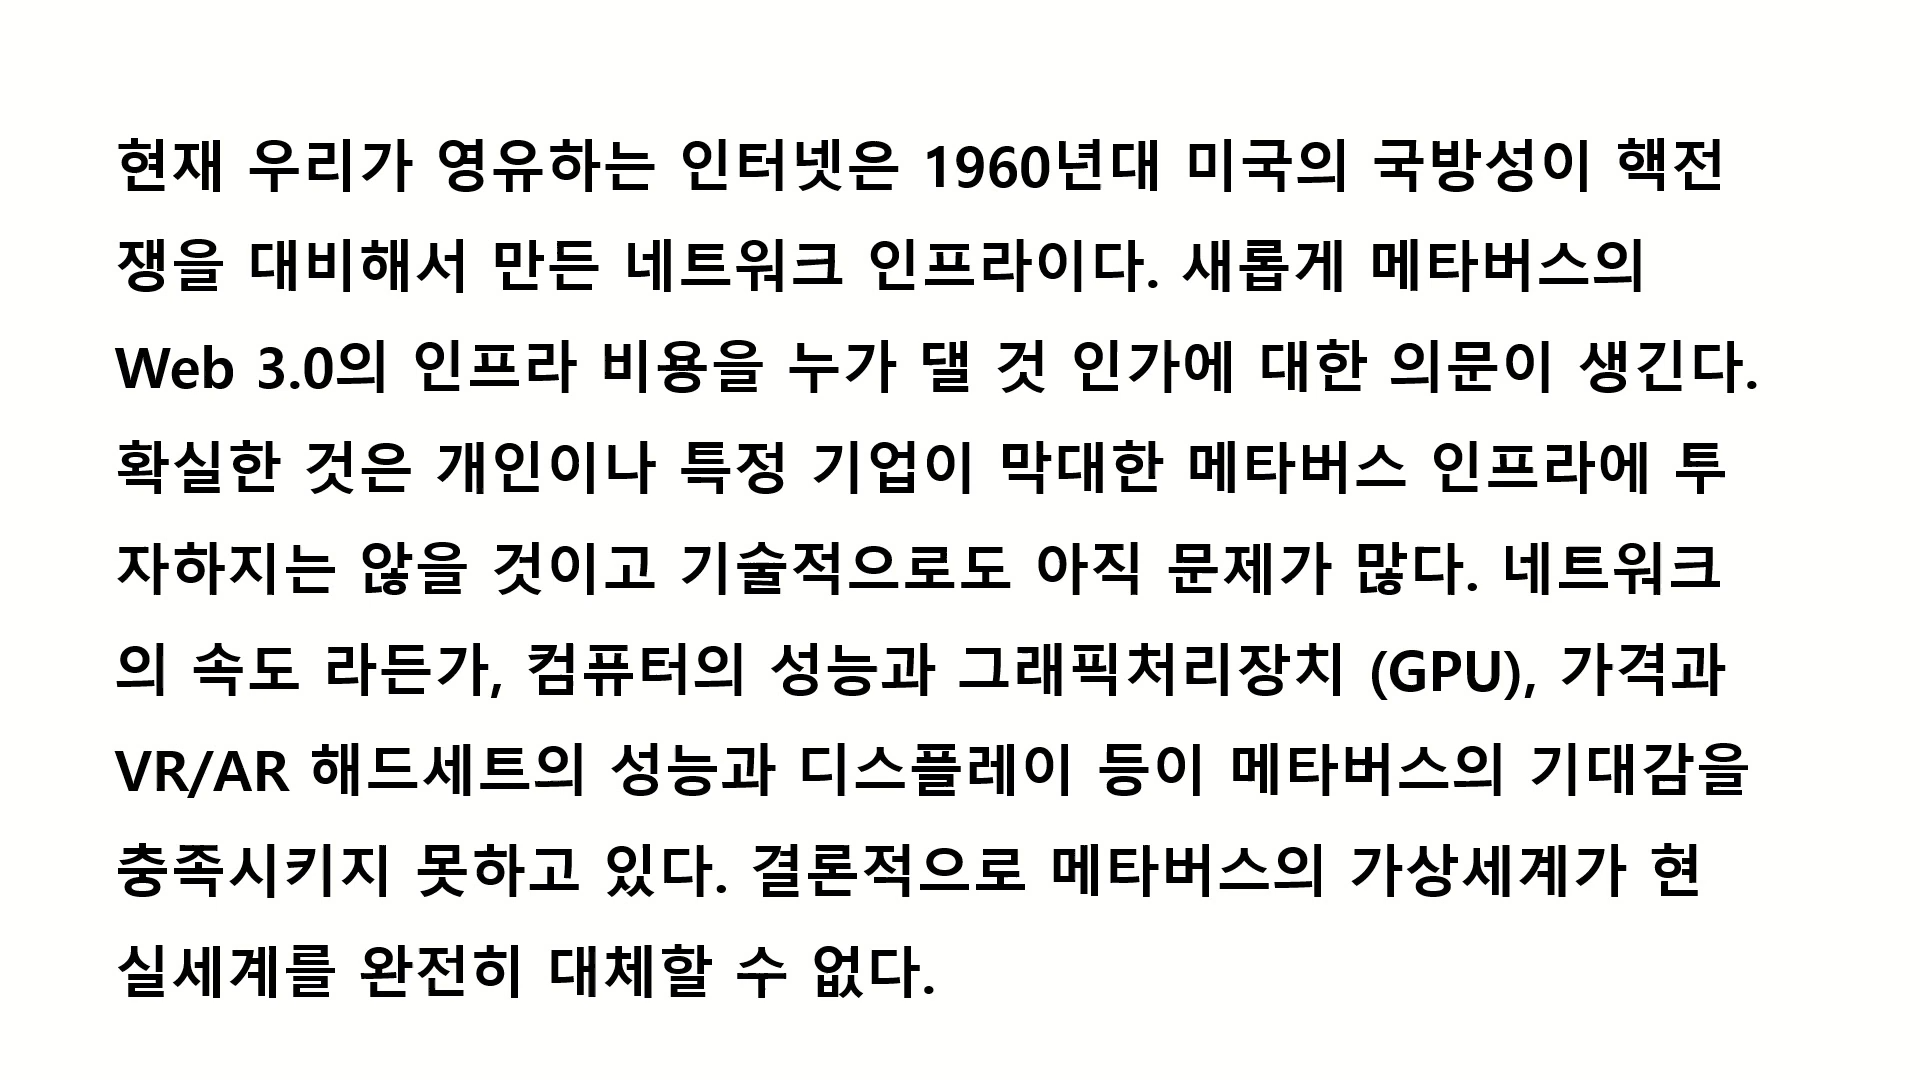 현재 우리가 영유하는 인터넷은 1960년대 미국의 국방성이 핵전
쟁을 대비해서 만든 네트워크 인프라이다. 새롭게 메타버스의
Web 3.0의 인프라 비용을 누가 댈 것 인가에 대한 의문이 생긴다.
확실한 것은 개인이나 특정 기업이 막대한 메타버스 인프라에 투
자하지는 않을 것이고 기술적으로도 아직 문제가 많다. 네트워크
의 속도 라든가, 컴퓨터의 성능과 그래픽처리장치 (GPU), 가격과
VR/AR 해드세트의 성능과 디스플레이 등이 메타버스의 기대감을
충족시키지 못하고 있다. 결론적으로 메타버스의 가상세계가 현
실세계를 완전히 대체할 수 없다.